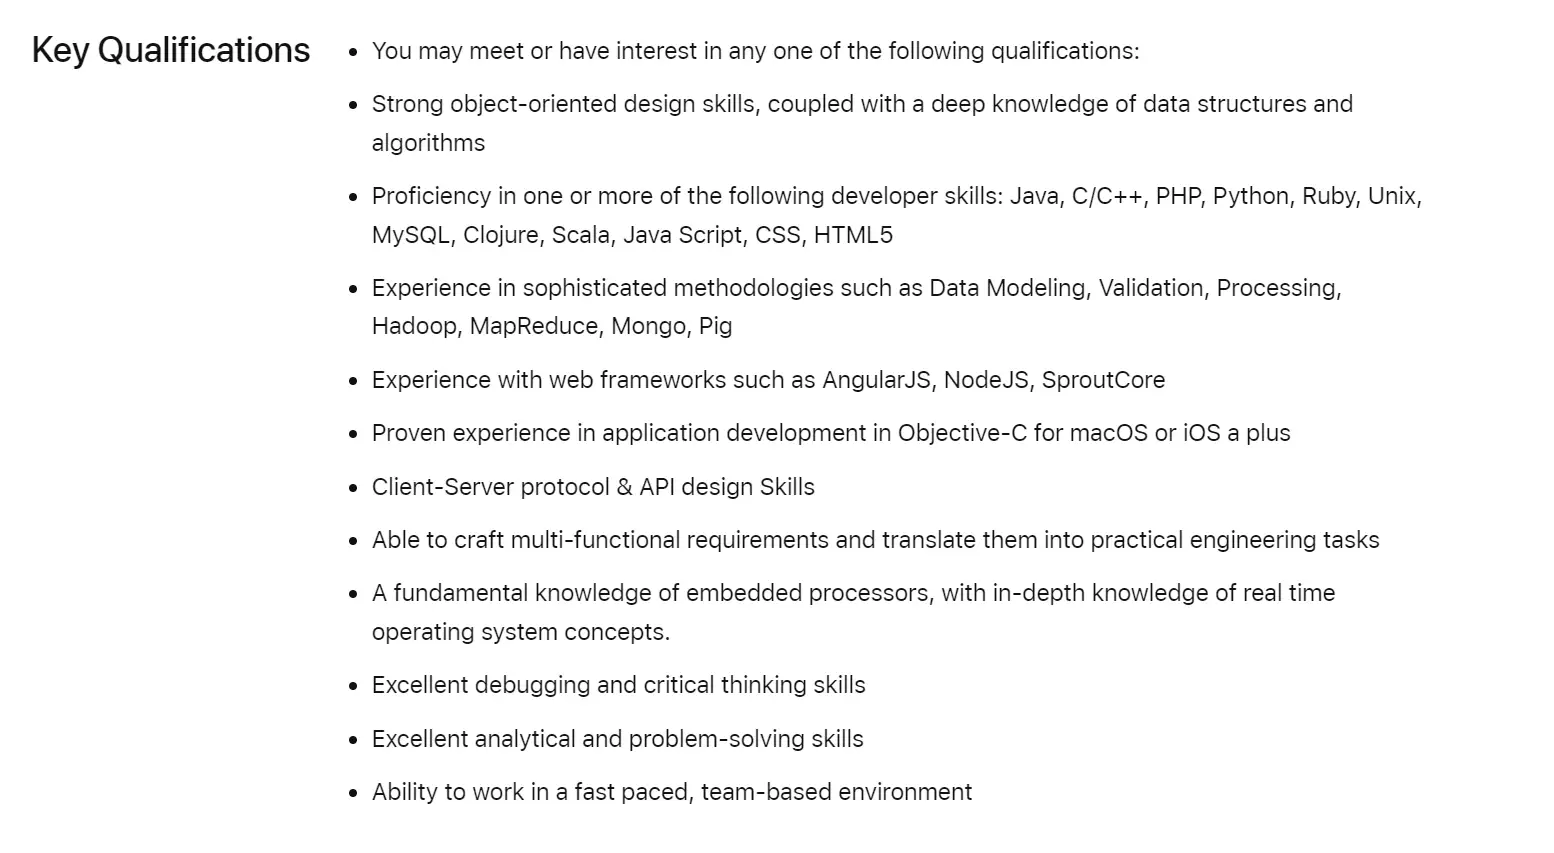 Key Qualifications
• You may meet or have interest in any one of the following qualifications:
• Strong object-oriented design skills, coupled with a deep knowledge of data structures and
algorithms
• Proficiency in one or more of the following developer skills: Java, C/C++, PHP, Python, Ruby, Unix,
MySQL, Clojure, Scala, Java Script, CSS, HTML5
• Experience in sophisticated methodologies such as Data Modeling, Validation, Processing,
Hadoop, MapReduce, Mongo, Pig
• Experience with web frameworks such as AngularJS, NodeJS, SproutCore
• Proven experience in application development in Objective-C for macOS or iOS a plus
• Client-Server protocol & API design Skills
• Able to craft multi-functional requirements and translate them into practical engineering tasks
• A fundamental knowledge of embedded processors, with in-depth knowledge of real time
operating system concepts.
• Excellent debugging and critical thinking skills
• Excellent analytical and problem-solving skills
• Ability to work in a fast paced, team-based environment